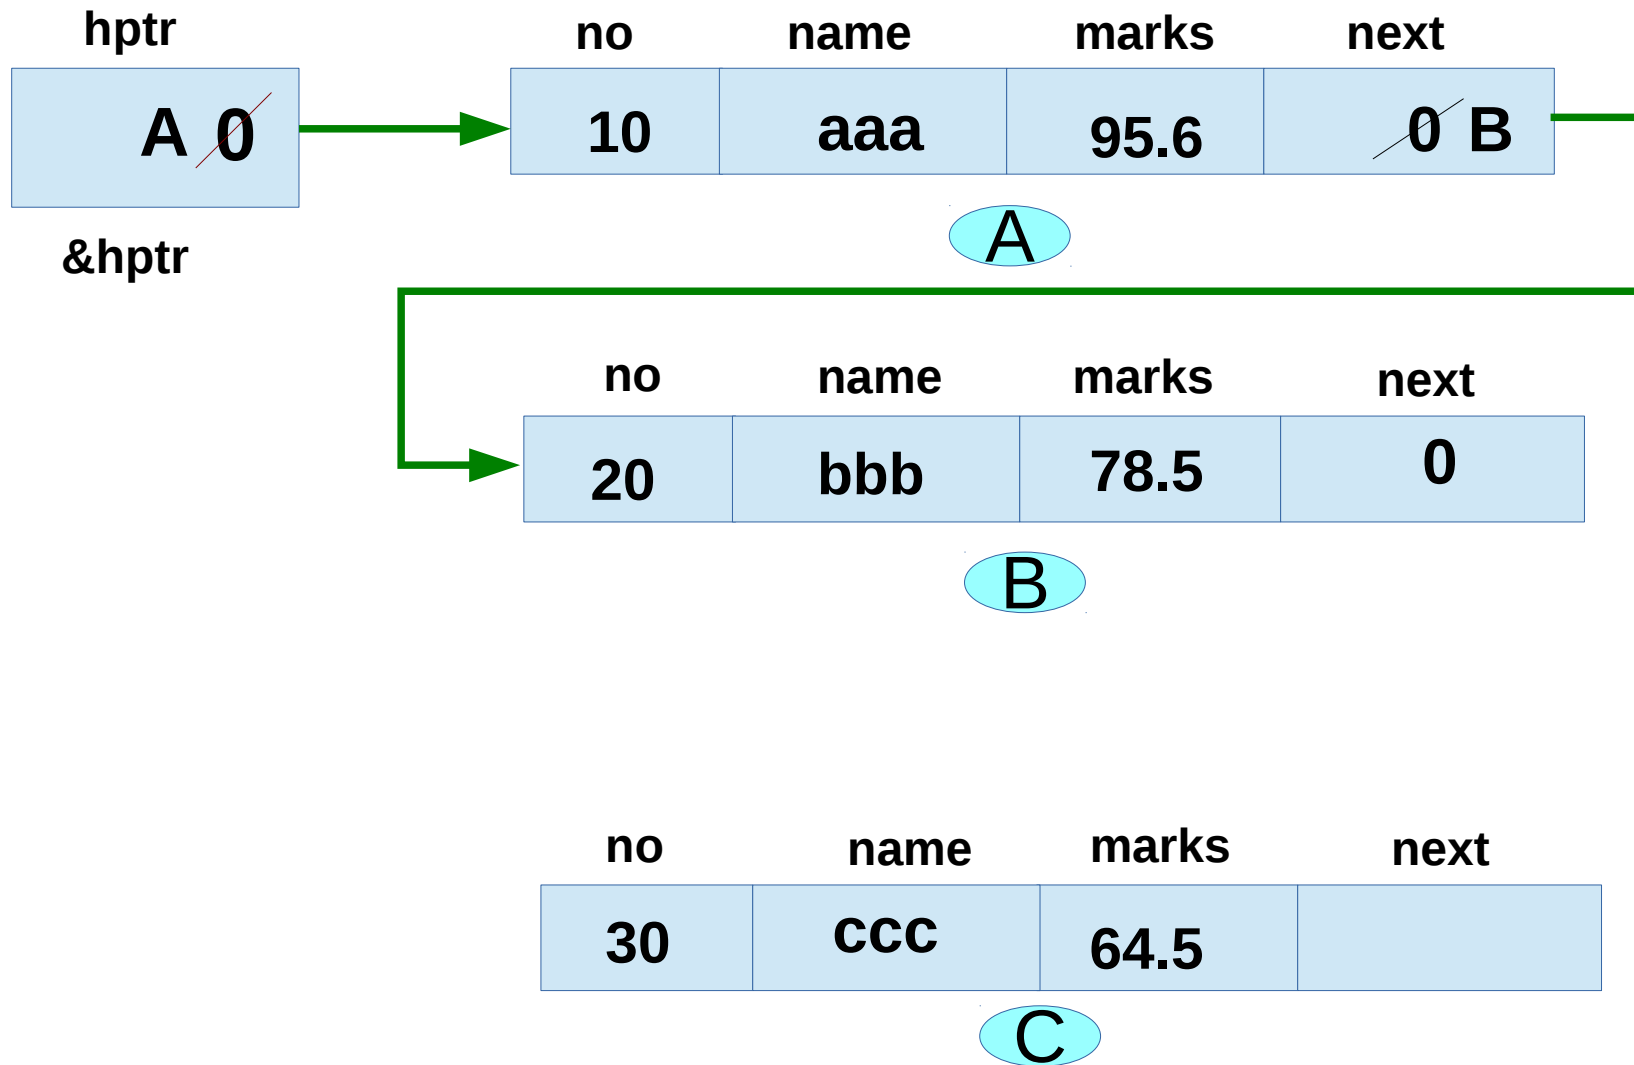 hptr no name marks next
A 0 10 aaa 95.6 0 B
A
&hptr
no name marks next
20 bbb 78.5 0
B
no name marks next
30 ccc 64.5
C